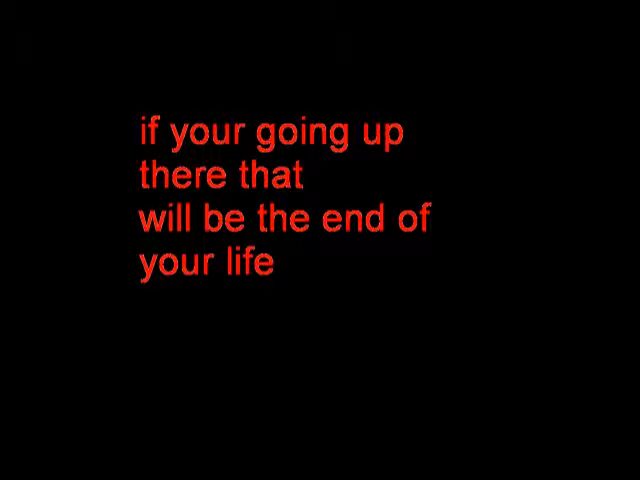 if your going up
there that
will be the end of
your life